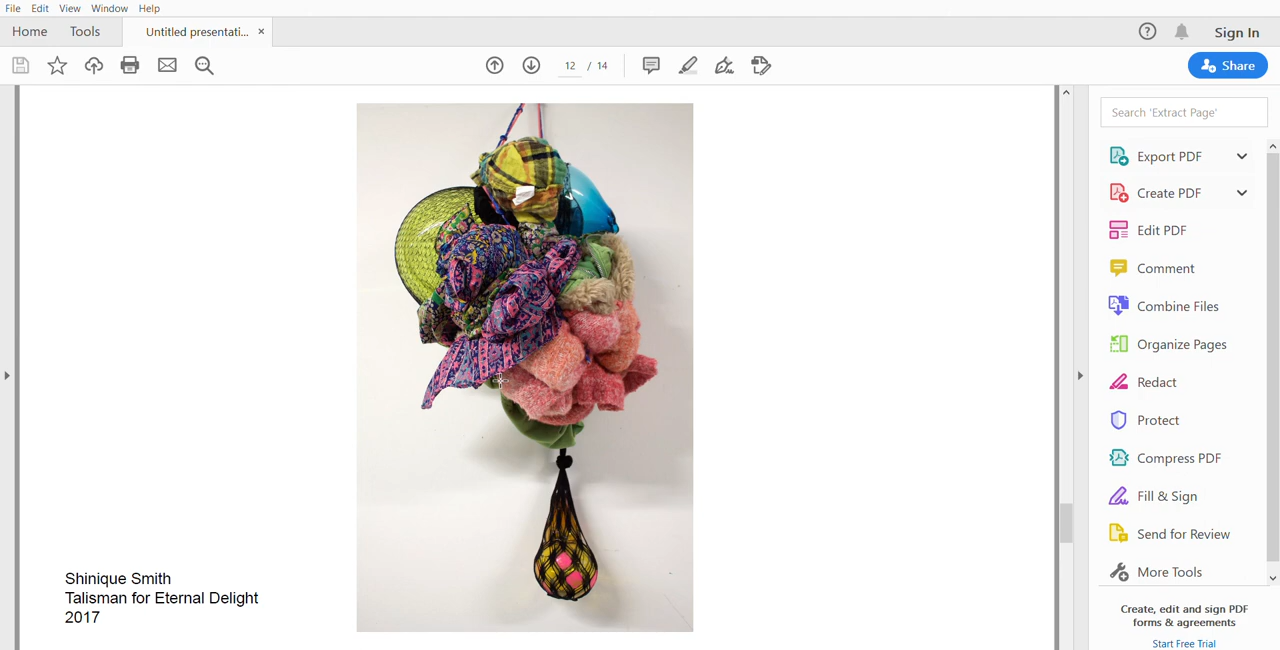 File Edit View Window Help
Home Tools Untitled presentati... × Sign In
12 / 14 Share
Search 'Extract Page'
Export PDF
Create PDF
Edit PDF
Comment
Combine Files
Organize Pages
Redact
Protect
Compress PDF
Fill & Sign
Send for Review
More Tools
Create, edit and sign PDF
forms & agreements
Start Free Trial
Shinique Smith
Talisman for Eternal Delight
2017